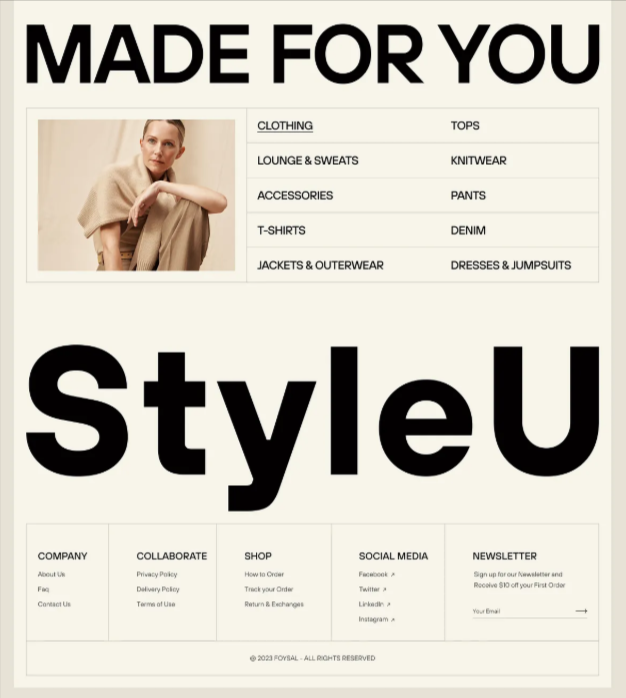 MADE FOR YOU
CLOTHING
TOPS
LOUNGE & SWEATS
KNITWEAR
ACCESSORIES
PANTS
T-SHIRTS
DENIM
JACKETS & OUTERWEAR
DRESSES & JUMPSUITS
StyleU
COMPANY
About Us
Faq
Contact Us
COLLABORATE
Privacy Policy
Delivery Policy
Terms of Use
SHOP
How to Order
Track your Order
Return & Exchanges
SOCIAL MEDIA
Facebook ↗
Twitter ↗
LinkedIn ↗
Instagram ↗
NEWSLETTER
Sign up for our Newsletter and
Receive $10 off your First Order
Your Email →
@ 2023 FOYSAL - ALL RIGHTS RESERVED